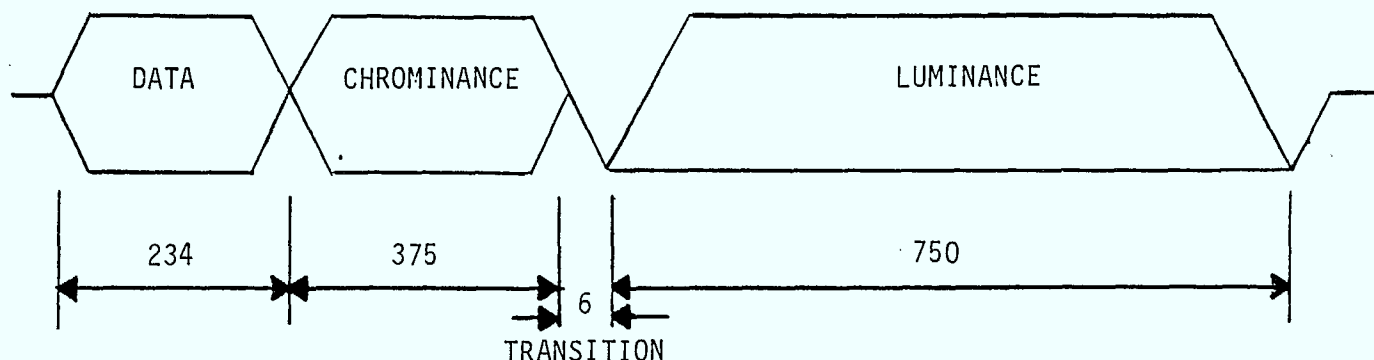 DATA CHROMINANCE LUMINANCE
234 375 750
6
TRANSITION